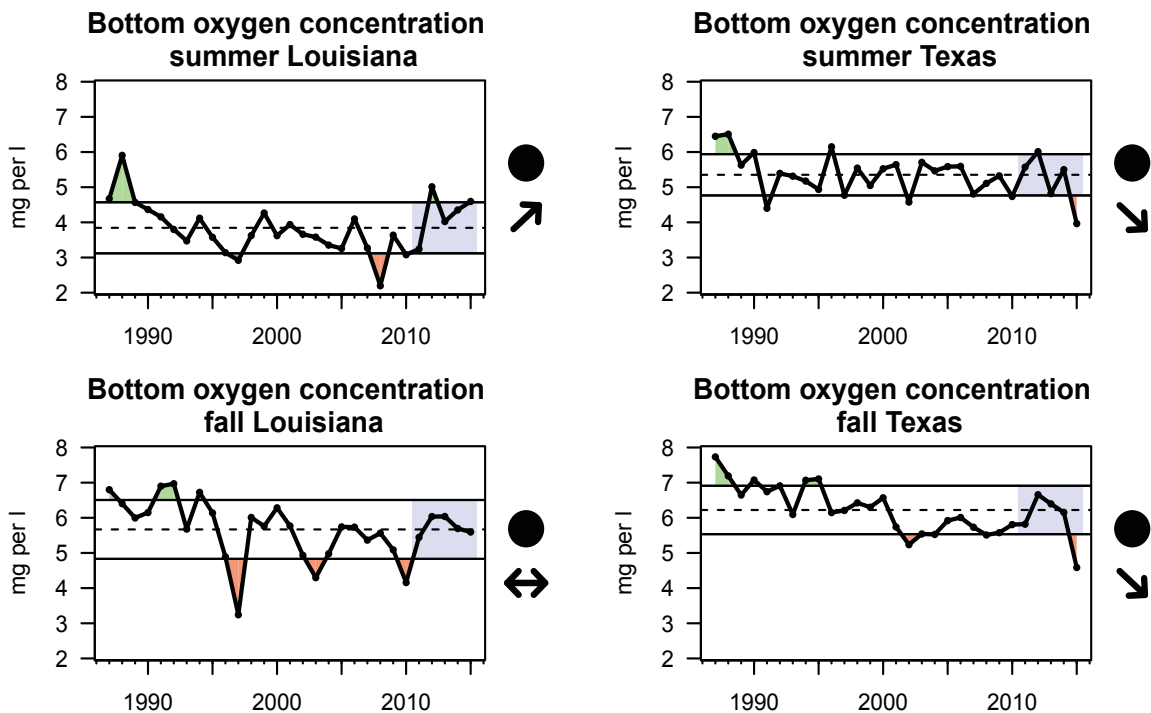 Bottom oxygen concentration
summer Louisiana
8
7
6
5
4
3
2
mg per l
1990 2000 2010
Bottom oxygen concentration
summer Texas
8
7
6
5
4
3
2
mg per l
1990 2000 2010
Bottom oxygen concentration
fall Louisiana
8
7
6
5
4
3
2
mg per l
1990 2000 2010
Bottom oxygen concentration
fall Texas
8
7
6
5
4
3
2
mg per l
1990 2000 2010